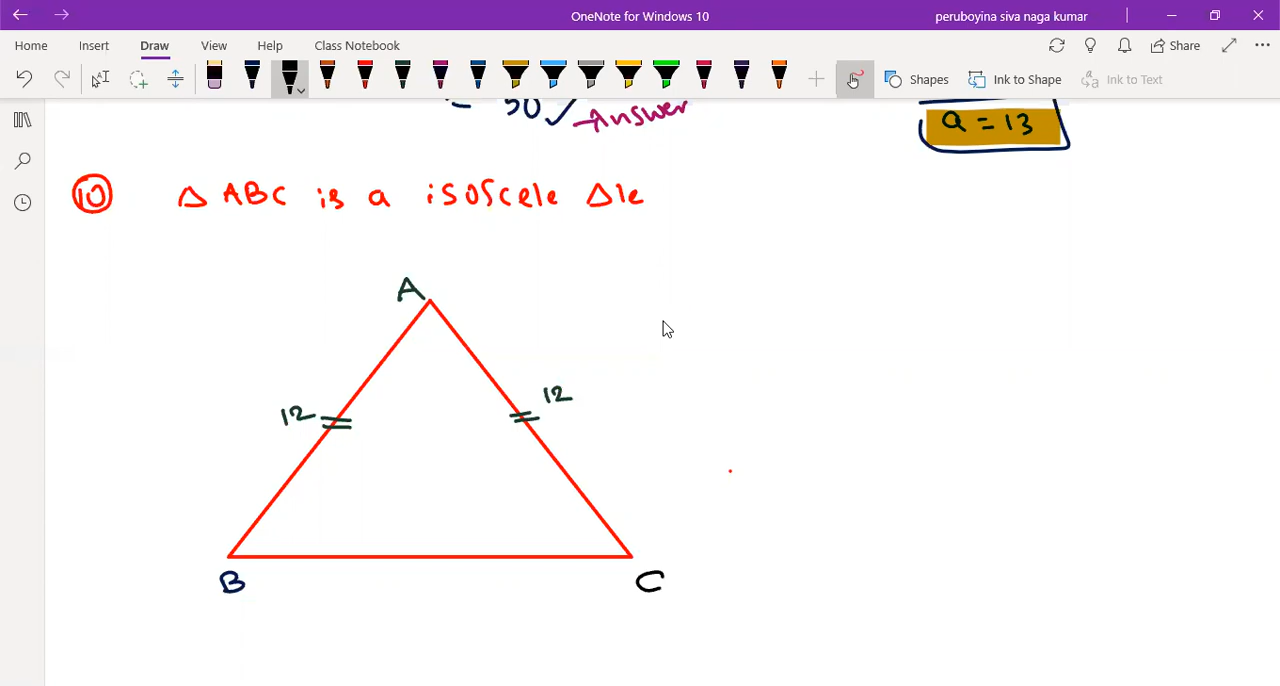 OneNote for Windows 10
peruboyina siva naga kumar
Home Insert Draw View Help Class Notebook Share
Shapes Ink to Shape Ink to Text
= 50
Answer
a = 13
10 Δ ABC is a isoscele Δle
A
12
12
B
C